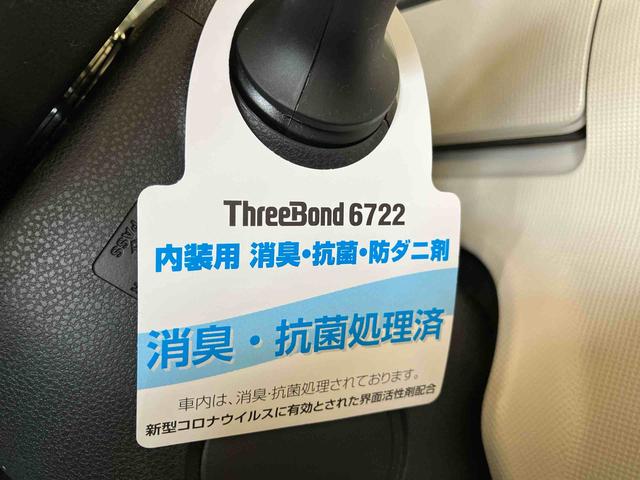 ThreeBond 6722
内装用 消臭・抗菌・防ダニ剤
消臭・抗菌処理済
車内は、消臭・抗菌処理されております。
新型コロナウイルスに有効とされた界面活性剤配合